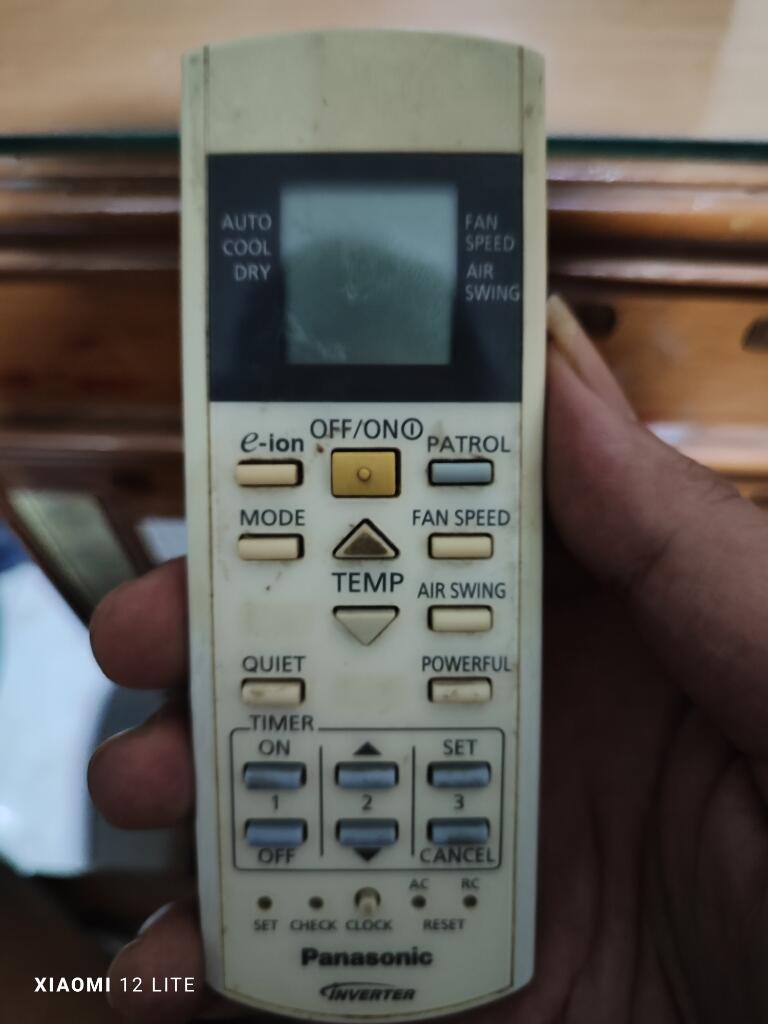 AUTO
COOL
DRY
FAN
SPEED
AIR
SWING
e-ion
OFF/ON
PATROL
MODE
FAN SPEED
TEMP
AIR SWING
QUIET
POWERFUL
TIMER
ON
SET
1
2
3
OFF
CANCEL
AC
RC
SET
CHECK
CLOCK
RESET
Panasonic
INVERTER
XIAOMI 12 LITE